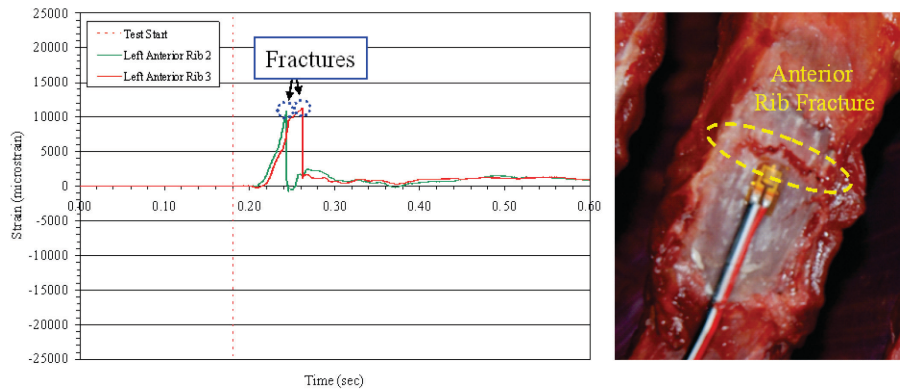 25000
20000
15000
10000
5000
0
-5000
-10000
-15000
-20000
-25000
Strain (microstrain)
Test Start
Left Anterior Rib 2
Left Anterior Rib 3
Fractures
0.00 0.10 0.20 0.30 0.40 0.50 0.60
Time (sec)
Anterior
Rib Fracture